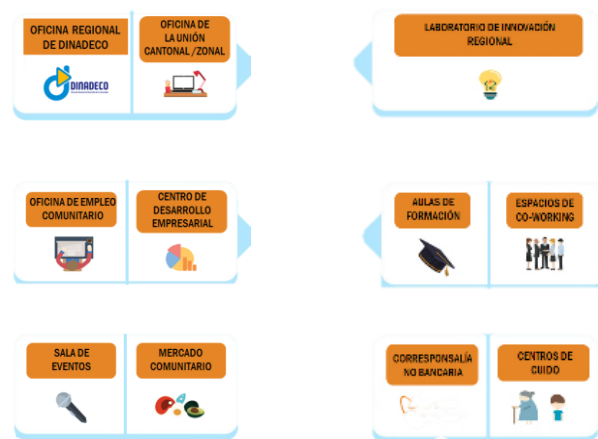 OFICINA REGIONAL
DE DINADECO
DINADECO
OFICINA DE
LA UNIÓN
CANTONAL / ZONAL
LABORATORIO DE INNOVACIÓN
REGIONAL
OFICINA DE EMPLEO
COMUNITARIO
CENTRO DE
DESARROLLO
EMPRESARIAL
AULAS DE
FORMACIÓN
ESPACIOS DE
CO-WORKING
SALA DE
EVENTOS
MERCADO
COMUNITARIO
CORRESPONSALÍA
NO BANCARIA
CENTROS DE
CUIDO